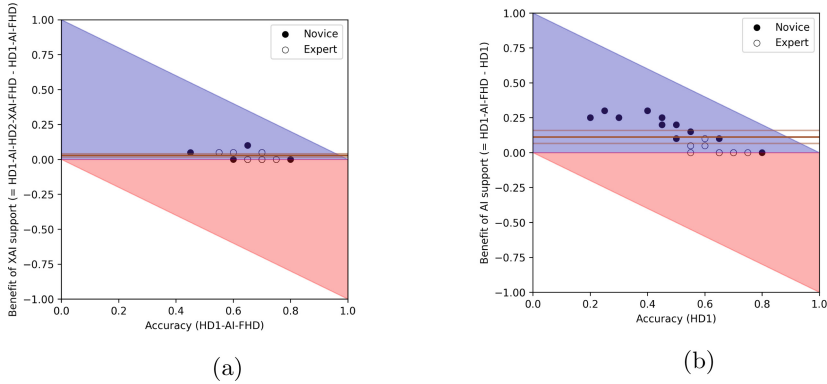 Benefit of XAI support (= HD1-AI-HD2-XAI-FHD - HD1-AI-FHD)
1.00
0.75
0.50
0.25
0.00
−0.25
−0.50
−0.75
−1.00
Novice
Expert
0.0 0.2 0.4 0.6 0.8 1.0
Accuracy (HD1-AI-FHD)
(a)
Benefit of AI support (= HD1-AI-FHD - HD1)
1.00
0.75
0.50
0.25
0.00
−0.25
−0.50
−0.75
−1.00
Novice
Expert
0.0 0.2 0.4 0.6 0.8 1.0
Accuracy (HD1)
(b)